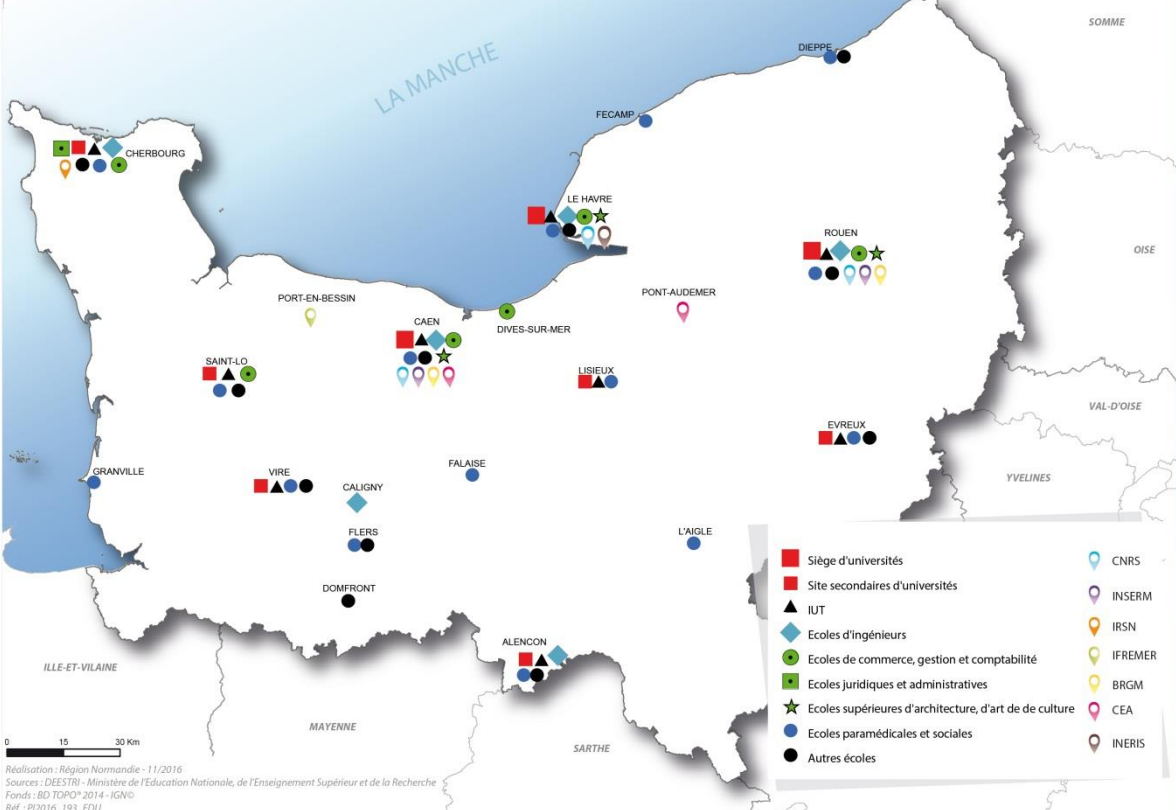 SOMME
LA MANCHE
DIEPPE
FECAMP
CHERBOURG
LE HAVRE
ROUEN
OISE
PORT-EN-BESSIN
PONT-AUDEMER
CAEN
DIVES-SUR-MER
SAINT-LO
LISIEUX
VAL-D'OISE
EVREUX
GRANVILLE
VIRE
FALAISE
YVELINES
CALIGNY
FLERS
L'AIGLE
DOMFRONT
ALENCON
ILLE-ET-VILAINE
MAYENNE
SARTHE
Siège d'universités
Site secondaires d'universités
IUT
Ecoles d'ingénieurs
Ecoles de commerce, gestion et comptabilité
Ecoles juridiques et administratives
Ecoles supérieures d'architecture, d'art de de culture
Ecoles paramédicales et sociales
Autres écoles
CNRS
INSERM
IRSN
IFREMER
BRGM
CEA
INERIS
0 15 30 Km
Réalisation : Région Normandie - 11/2016
Sources : DEESTRI - Ministère de l'Education Nationale, de l'Enseignement Supérieur et de la Recherche
Fonds : BD TOPO® 2014 - IGN©
Réf. : PI2016_193_EDU